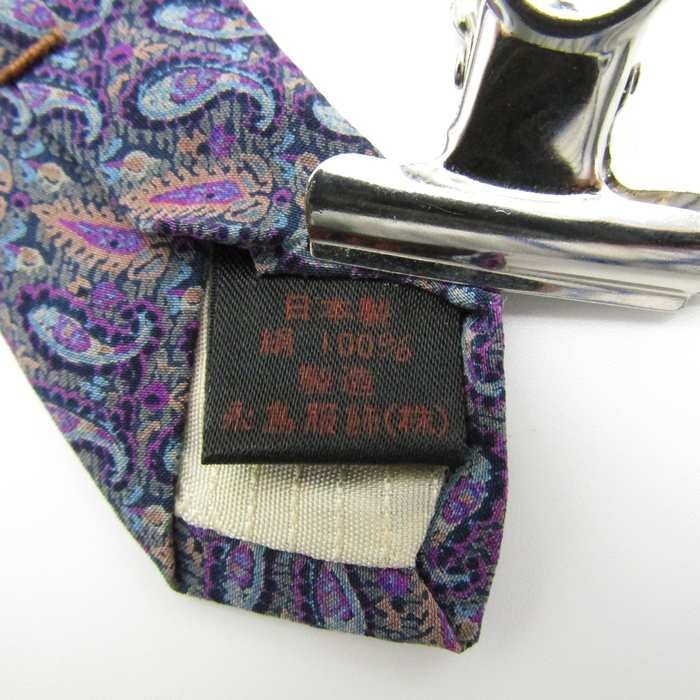 日本製
絹 100%
製造
永島服飾(株)